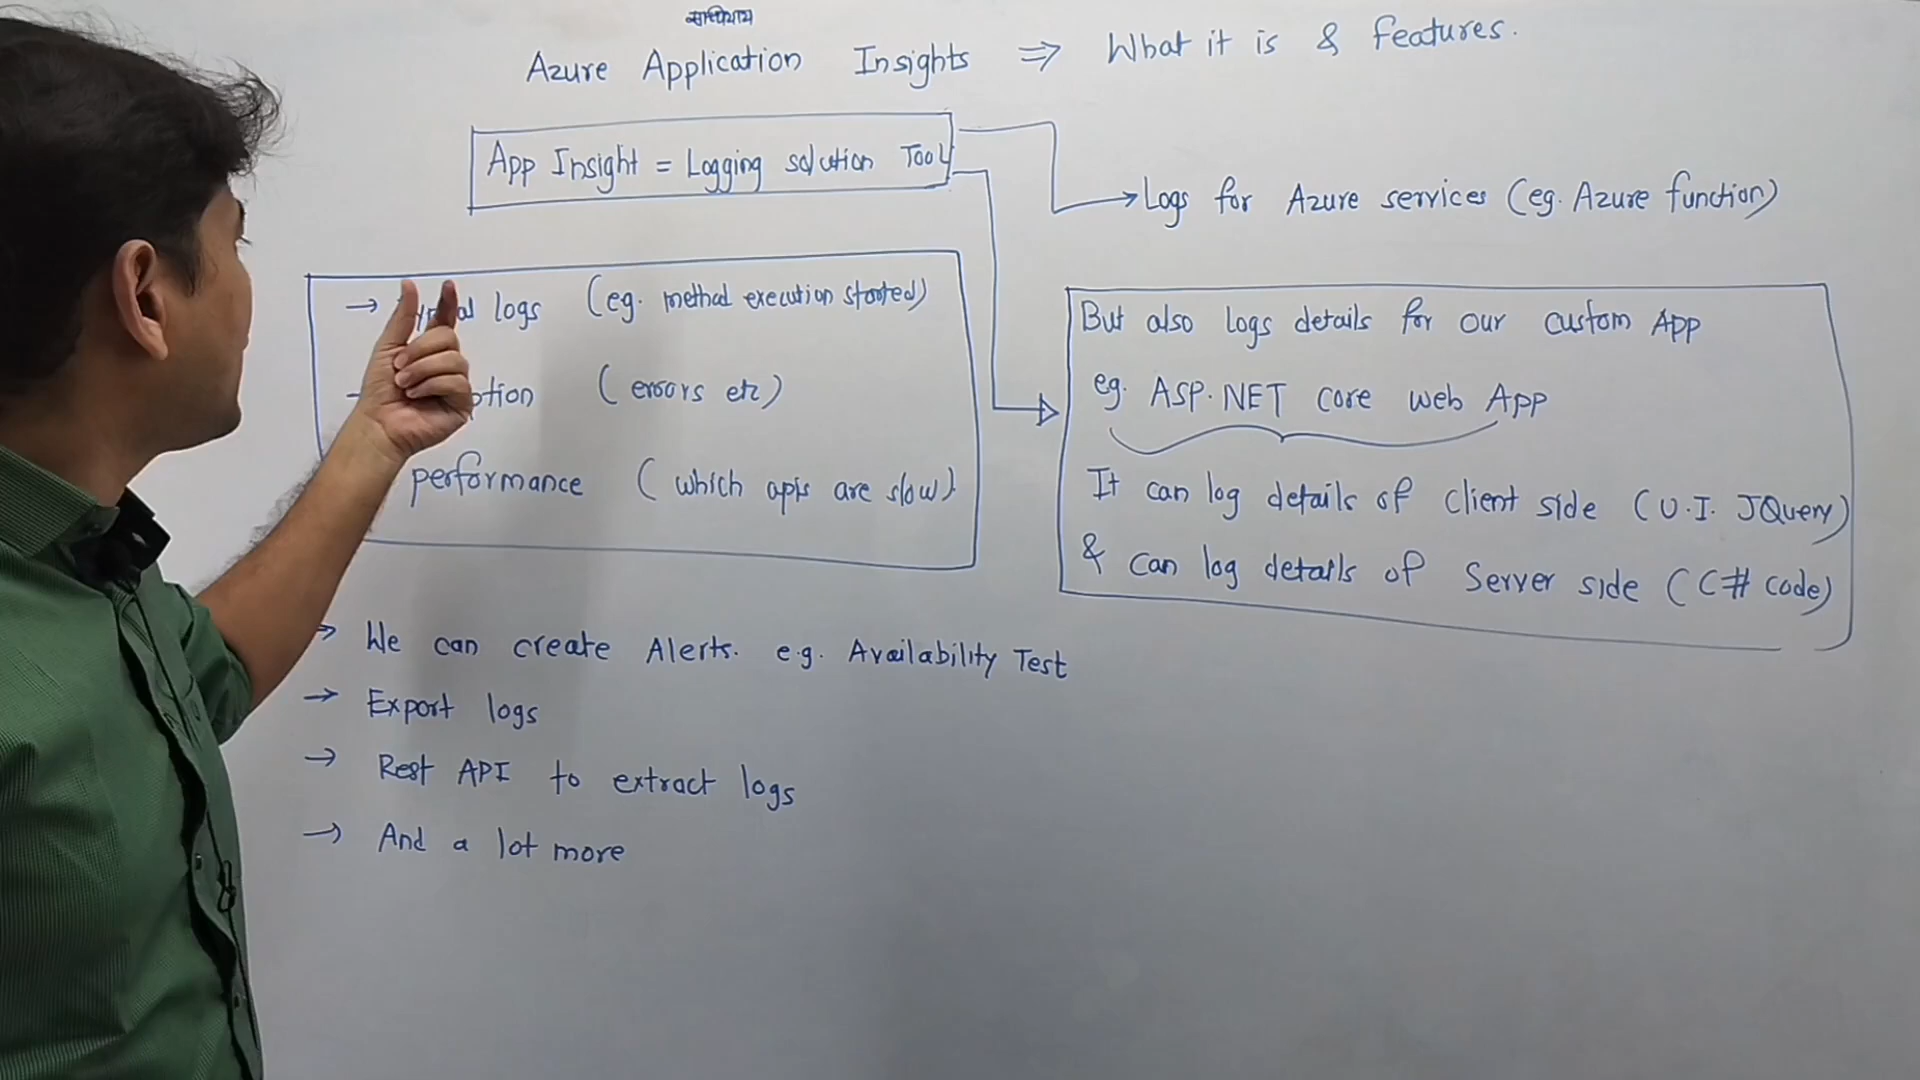 Azure Application Insights ⇒ What it is & features.
App Insight = Logging solution Tool
→ Logs for Azure services (eg. Azure function)
→ logs (eg. method execution started)
(errors etc)
performance (which apis are slow)
But also logs details for our custom App
eg. ASP.NET core web App
It can log details of client side (U.I. JQuery)
& can log details of Server side (C# code)
→ We can create Alerts. e.g. Availability Test
→ Export logs
→ Rest API to extract logs
→ And a lot more